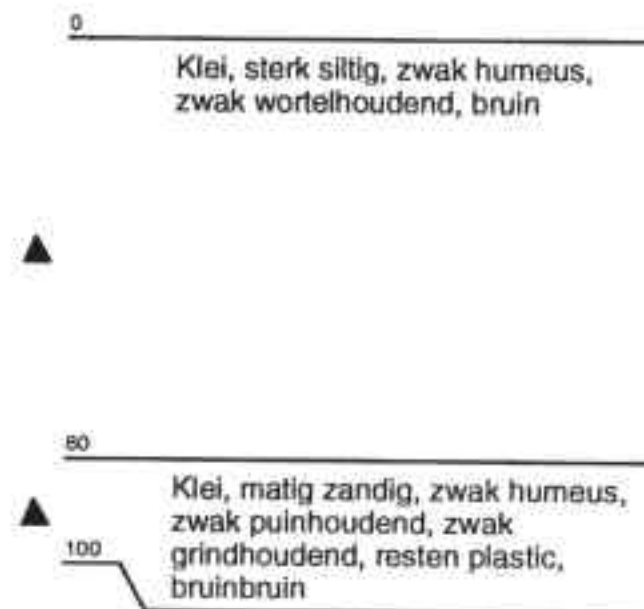 0
Klei, sterk siltig, zwak humeus,
zwak wortelhoudend, bruin
80
Klei, matig zandig, zwak humeus,
zwak puinhoudend, zwak
100
grindhoudend, resten plastic,
bruinbruin